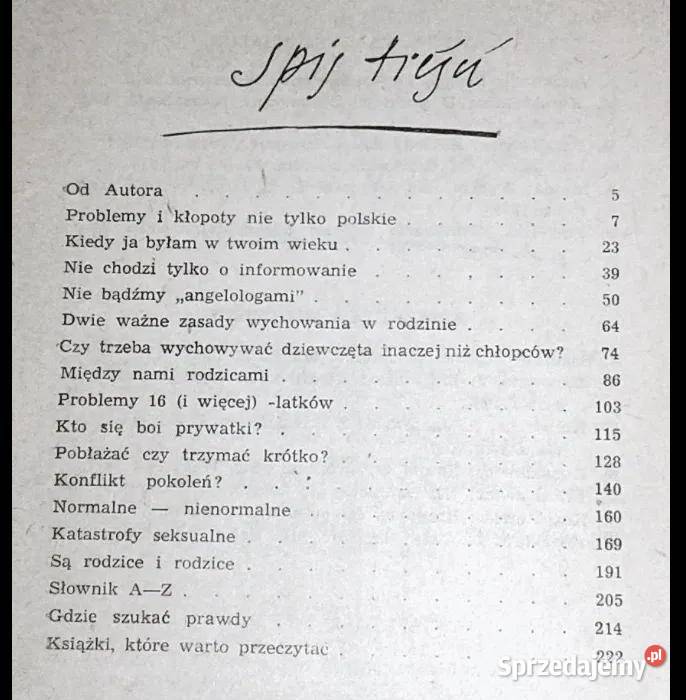 spis treści
Od Autora . . . . . . . . . . . . . . 5
Problemy i kłopoty nie tylko polskie . . . . . . 7
Kiedy ja byłam w twoim wieku . . . . . . . . 23
Nie chodzi tylko o informowanie . . . . . . . 39
Nie bądźmy „angelologami” . . . . . . . . . 50
Dwie ważne zasady wychowania w rodzinie . . . . 64
Czy trzeba wychowywać dziewczęta inaczej niż chłopców? 74
Między nami rodzicami . . . . . . . . . . 86
Problemy 16 (i więcej) -latków . . . . . . . . 103
Kto się boi prywatki? . . . . . . . . . . 115
Pobłażać czy trzymać krótko? . . . . . . . . 128
Konflikt pokoleń? . . . . . . . . . . . 140
Normalne — nienormalne . . . . . . . . . 160
Katastrofy seksualne . . . . . . . . . . 169
Są rodzice i rodzice . . . . . . . . . . . 191
Słownik A—Z . . . . . . . . . . . . . 205
Gdzie szukać prawdy . . . . . . . . . . 214
Książki, które warto przeczytać . . . . . . . 222
Sprzedajemy.pl